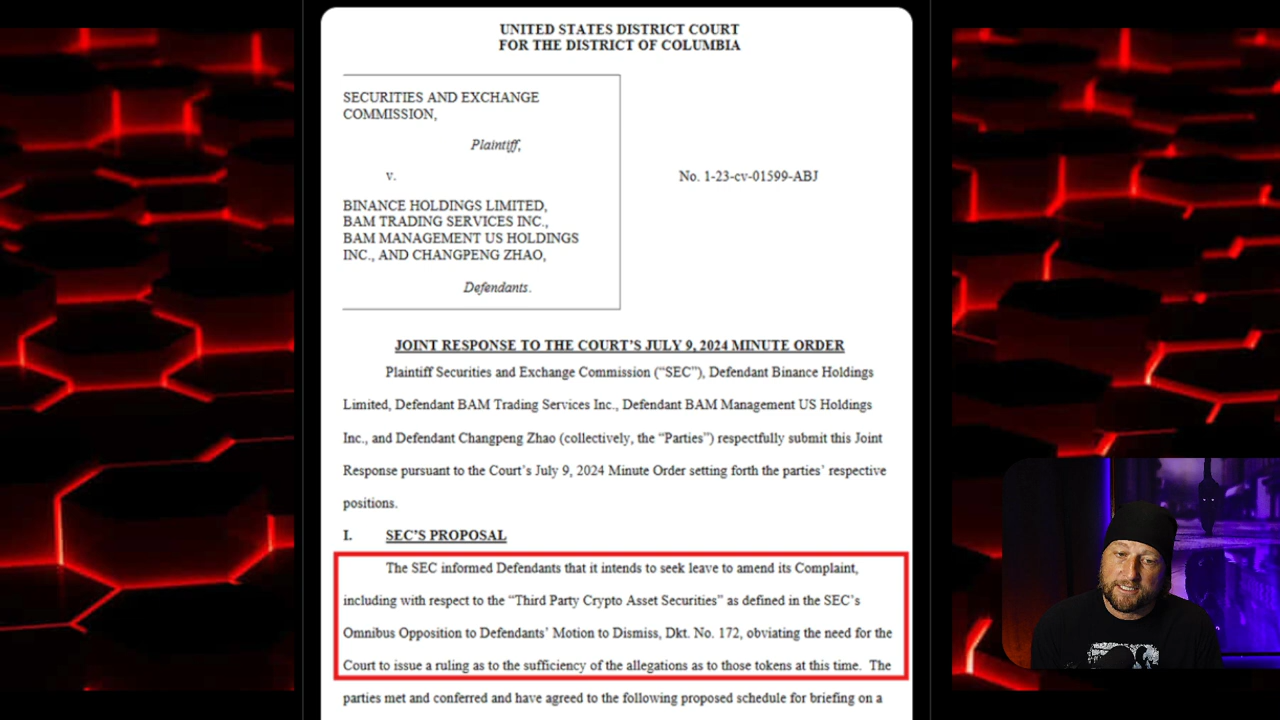 UNITED STATES DISTRICT COURT
FOR THE DISTRICT OF COLUMBIA
SECURITIES AND EXCHANGE
COMMISSION,
Plaintiff,
v.
No. 1-23-cv-01599-ABJ
BINANCE HOLDINGS LIMITED,
BAM TRADING SERVICES INC.,
BAM MANAGEMENT US HOLDINGS
INC., AND CHANGPENG ZHAO,
Defendants.
JOINT RESPONSE TO THE COURT’S JULY 9, 2024 MINUTE ORDER
Plaintiff Securities and Exchange Commission (“SEC”), Defendant Binance Holdings
Limited, Defendant BAM Trading Services Inc., Defendant BAM Management US Holdings
Inc., and Defendant Changpeng Zhao (collectively, the “Parties”) respectfully submit this Joint
Response pursuant to the Court’s July 9, 2024 Minute Order setting forth the parties’ respective
positions.
I. SEC’S PROPOSAL
The SEC informed Defendants that it intends to seek leave to amend its Complaint,
including with respect to the “Third Party Crypto Asset Securities” as defined in the SEC’s
Omnibus Opposition to Defendants’ Motion to Dismiss, Dkt. No. 172, obviating the need for the
Court to issue a ruling as to the sufficiency of the allegations as to those tokens at this time. The
parties met and conferred and have agreed to the following proposed schedule for briefing on a